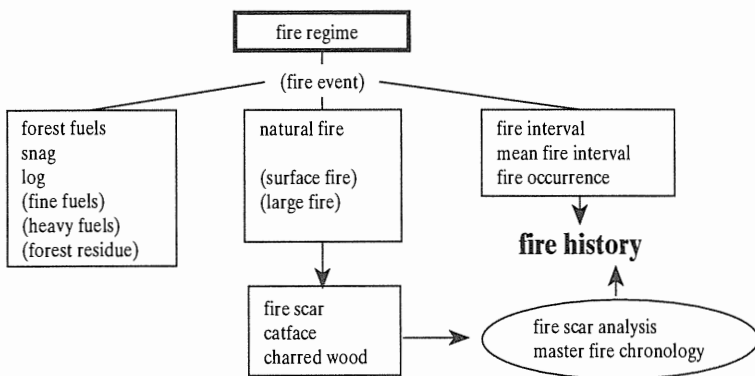 fire regime
(fire event)
forest fuels
snag
log
(fine fuels)
(heavy fuels)
(forest residue)
natural fire
(surface fire)
(large fire)
fire interval
mean fire interval
fire occurrence
fire history
fire scar
catface
charred wood
fire scar analysis
master fire chronology